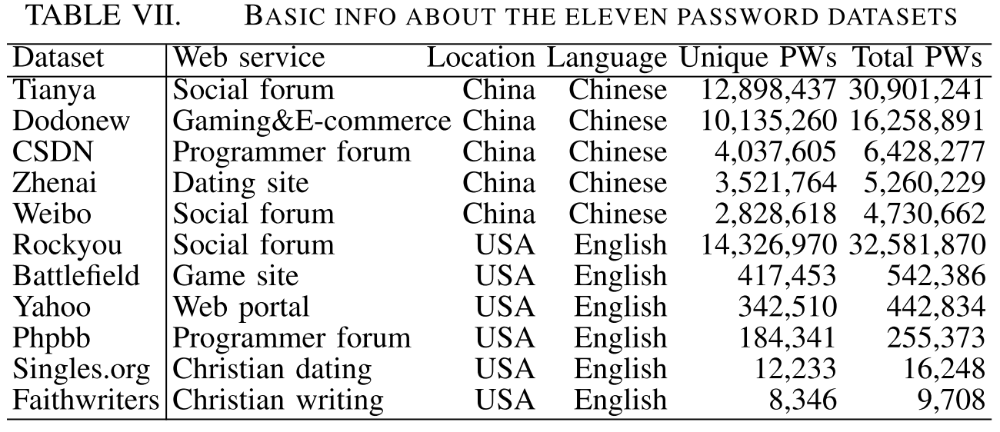 TABLE VII. BASIC INFO ABOUT THE ELEVEN PASSWORD DATASETS
Dataset Web service Location Language Unique PWs Total PWs
Tianya Social forum China Chinese 12,898,437 30,901,241
Dodonew Gaming&E-commerce China Chinese 10,135,260 16,258,891
CSDN Programmer forum China Chinese 4,037,605 6,428,277
Zhenai Dating site China Chinese 3,521,764 5,260,229
Weibo Social forum China Chinese 2,828,618 4,730,662
Rockyou Social forum USA English 14,326,970 32,581,870
Battlefield Game site USA English 417,453 542,386
Yahoo Web portal USA English 342,510 442,834
Phpbb Programmer forum USA English 184,341 255,373
Singles.org Christian dating USA English 12,233 16,248
Faithwriters Christian writing USA English 8,346 9,708